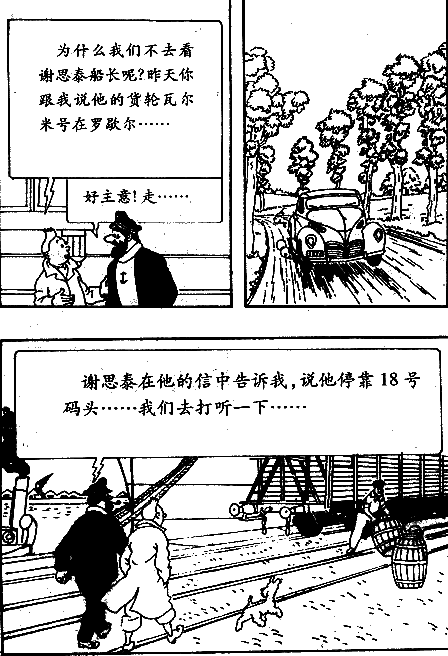 为什么我们不去看
谢思泰船长呢?昨天你
跟我说他的货轮瓦尔
米号在罗歇尔……
好主意!走……
谢思泰在他的信中告诉我,说他停靠18号
码头……我们去打听一下……